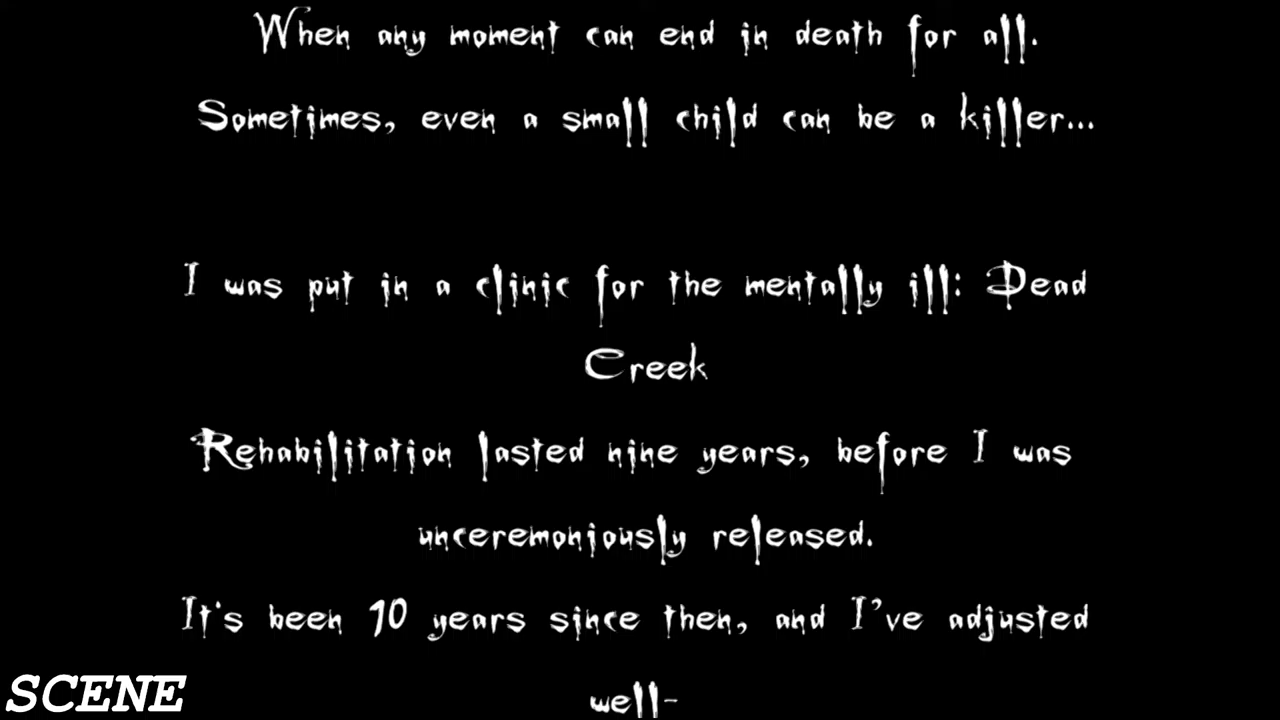 When any moment can end in death for all.
Sometimes, even a small child can be a killer...
I was put in a clinic for the mentally ill: Dead
Creek
Rehabilitation lasted nine years, before I was
unceremoniously released.
It's been 10 years since then, and I've adjusted
well-
SCENE